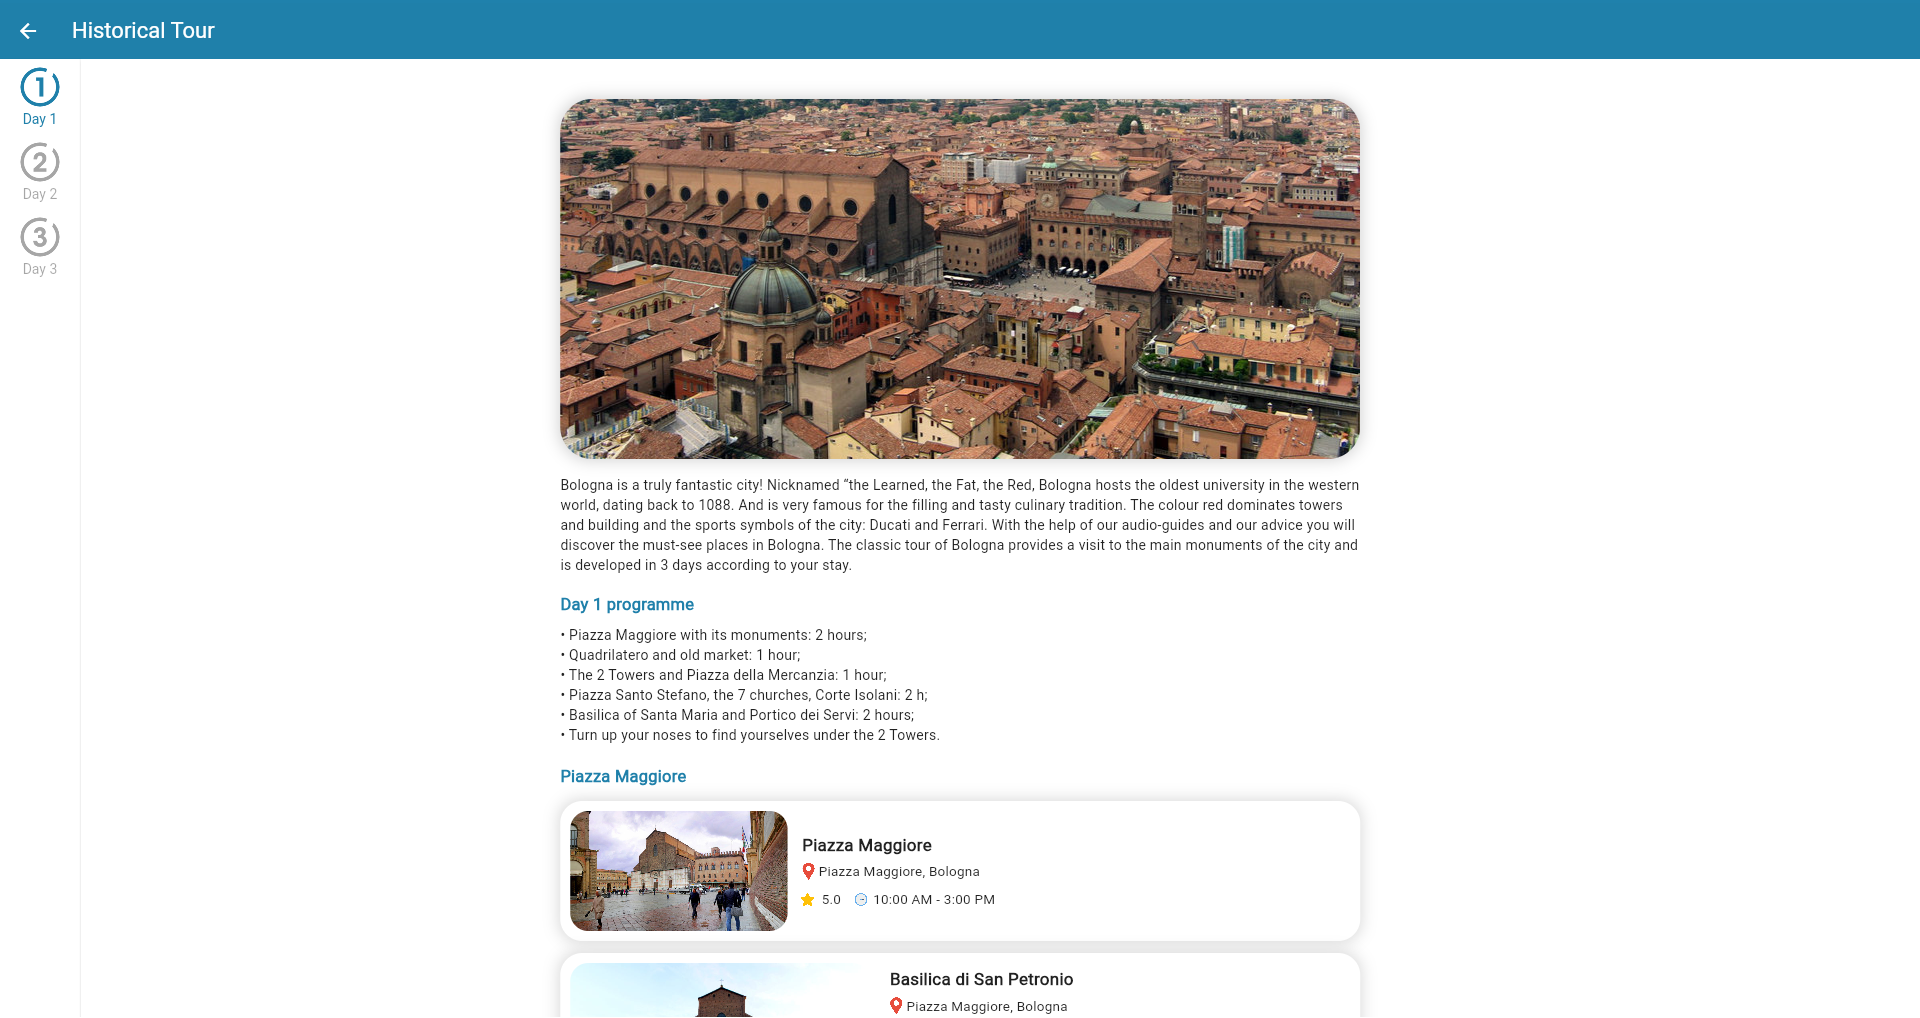 Historical Tour
1
Day 1
2
Day 2
3
Day 3
Bologna is a truly fantastic city! Nicknamed “the Learned, the Fat, the Red, Bologna hosts the oldest university in the western
world, dating back to 1088. And is very famous for the filling and tasty culinary tradition. The colour red dominates towers
and building and the sports symbols of the city: Ducati and Ferrari. With the help of our audio-guides and our advice you will
discover the must-see places in Bologna. The classic tour of Bologna provides a visit to the main monuments of the city and
is developed in 3 days according to your stay.
Day 1 programme
• Piazza Maggiore with its monuments: 2 hours;
• Quadrilatero and old market: 1 hour;
• The 2 Towers and Piazza della Mercanzia: 1 hour;
• Piazza Santo Stefano, the 7 churches, Corte Isolani: 2 h;
• Basilica of Santa Maria and Portico dei Servi: 2 hours;
• Turn up your noses to find yourselves under the 2 Towers.
Piazza Maggiore
Piazza Maggiore
Piazza Maggiore, Bologna
5.0 10:00 AM - 3:00 PM
Basilica di San Petronio
Piazza Maggiore, Bologna